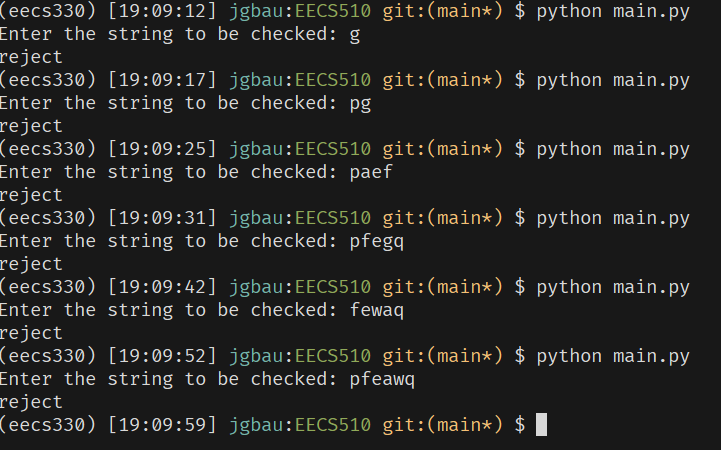 (eecs330) [19:09:12] jgbau:EECS510 git:(main*) $ python main.py
Enter the string to be checked: g
reject
(eecs330) [19:09:17] jgbau:EECS510 git:(main*) $ python main.py
Enter the string to be checked: pg
reject
(eecs330) [19:09:25] jgbau:EECS510 git:(main*) $ python main.py
Enter the string to be checked: paef
reject
(eecs330) [19:09:31] jgbau:EECS510 git:(main*) $ python main.py
Enter the string to be checked: pfegq
reject
(eecs330) [19:09:42] jgbau:EECS510 git:(main*) $ python main.py
Enter the string to be checked: fewaq
reject
(eecs330) [19:09:52] jgbau:EECS510 git:(main*) $ python main.py
Enter the string to be checked: pfeawq
reject
(eecs330) [19:09:59] jgbau:EECS510 git:(main*) $